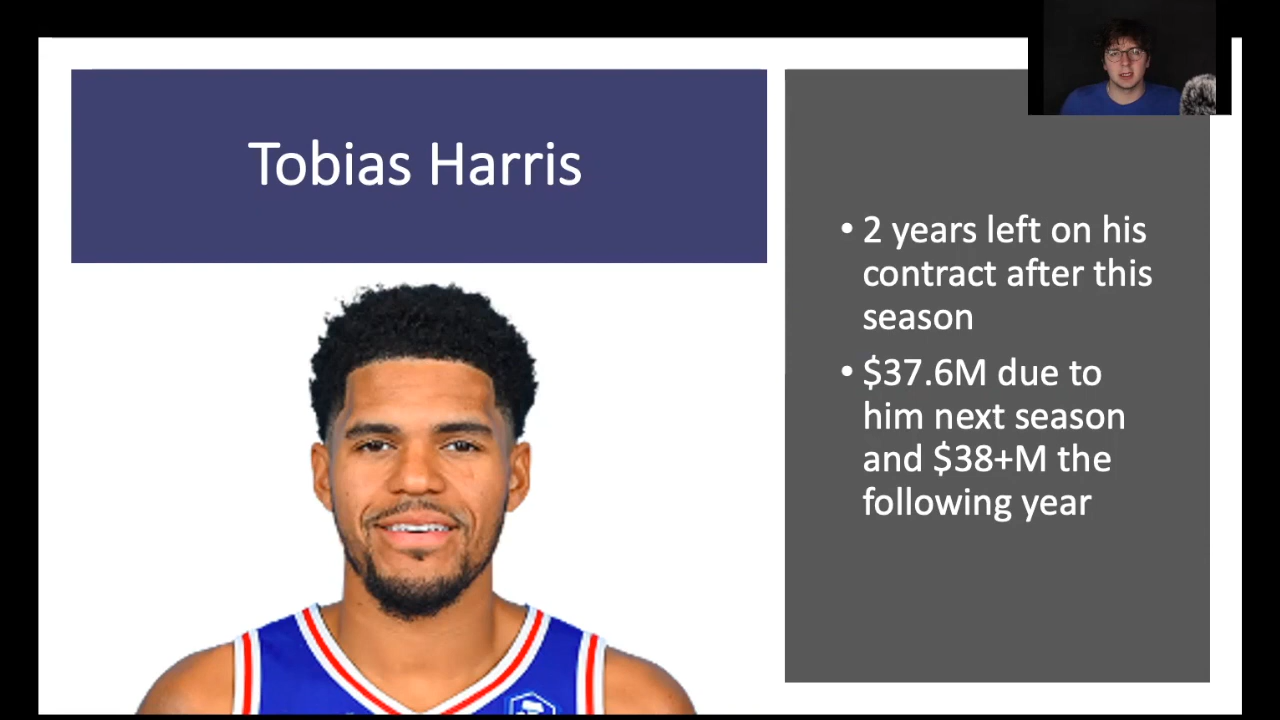 Tobias Harris
• 2 years left on his
contract after this
season
• $37.6M due to
him next season
and $38+M the
following year